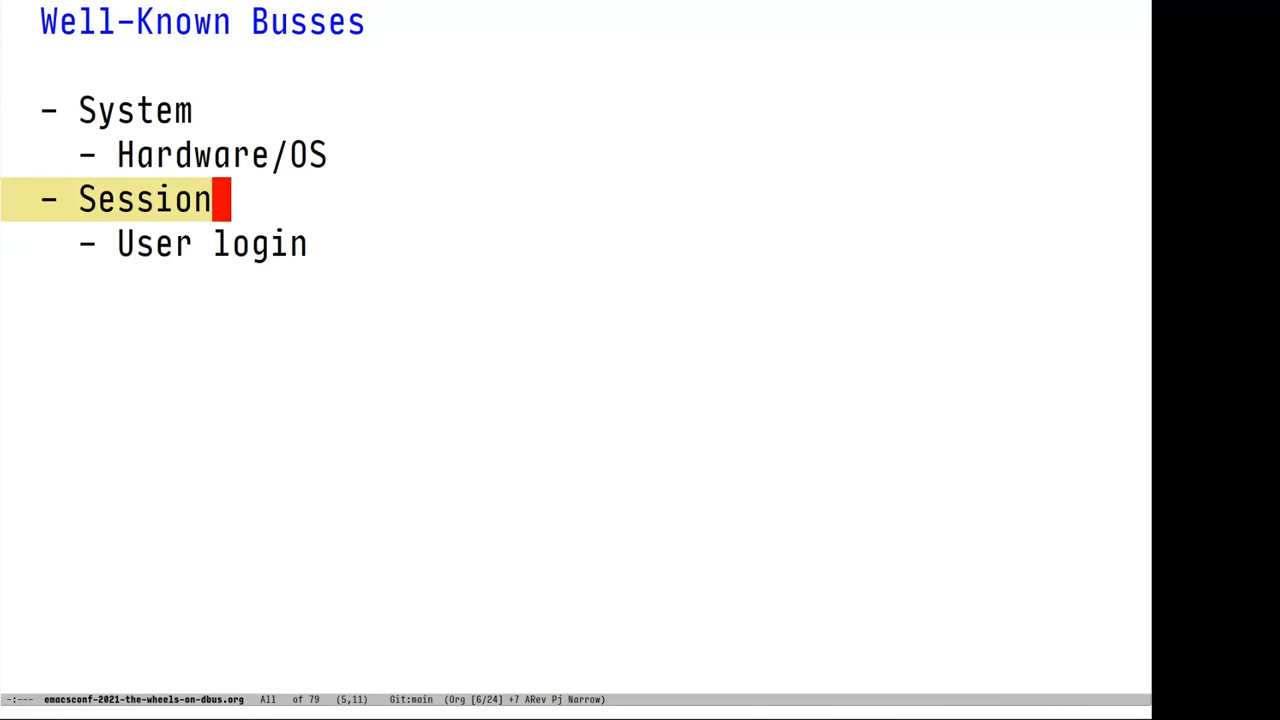 Well-Known Busses
- System
- Hardware/OS
- Session
- User login
-:--- emacsconf-2021-the-wheels-on-dbus.org All of 79 (5,11) Git:main (Org [6/24] +7 ARev Pj Narrow)